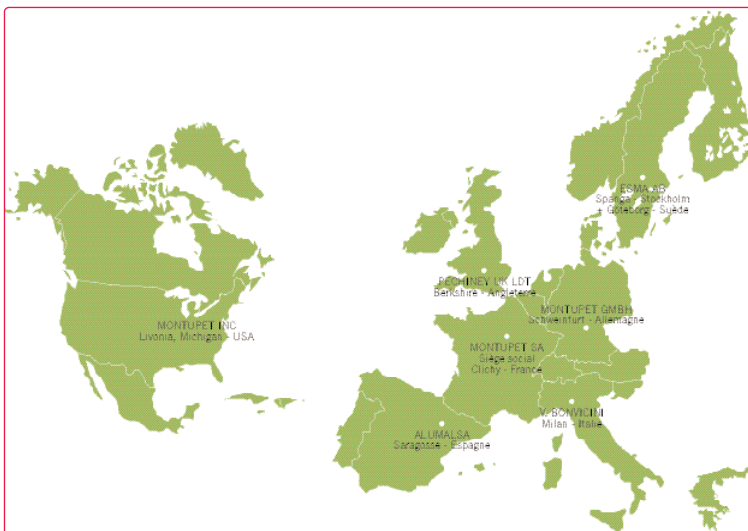 ESMA AB
Spånga - Stockholm
+ Göteborg - Suède
PECHINEY UK LDT
Berkshire - Angleterre
MONTUPET GMBH
Schweinfurt - Allemagne
MONTUPET INC
Livonia, Michigan - USA
MONTUPET SA
Siège social
Clichy - France
V. BONVICINI
Milan - Italie
ALUMALSA
Saragosse - Espagne